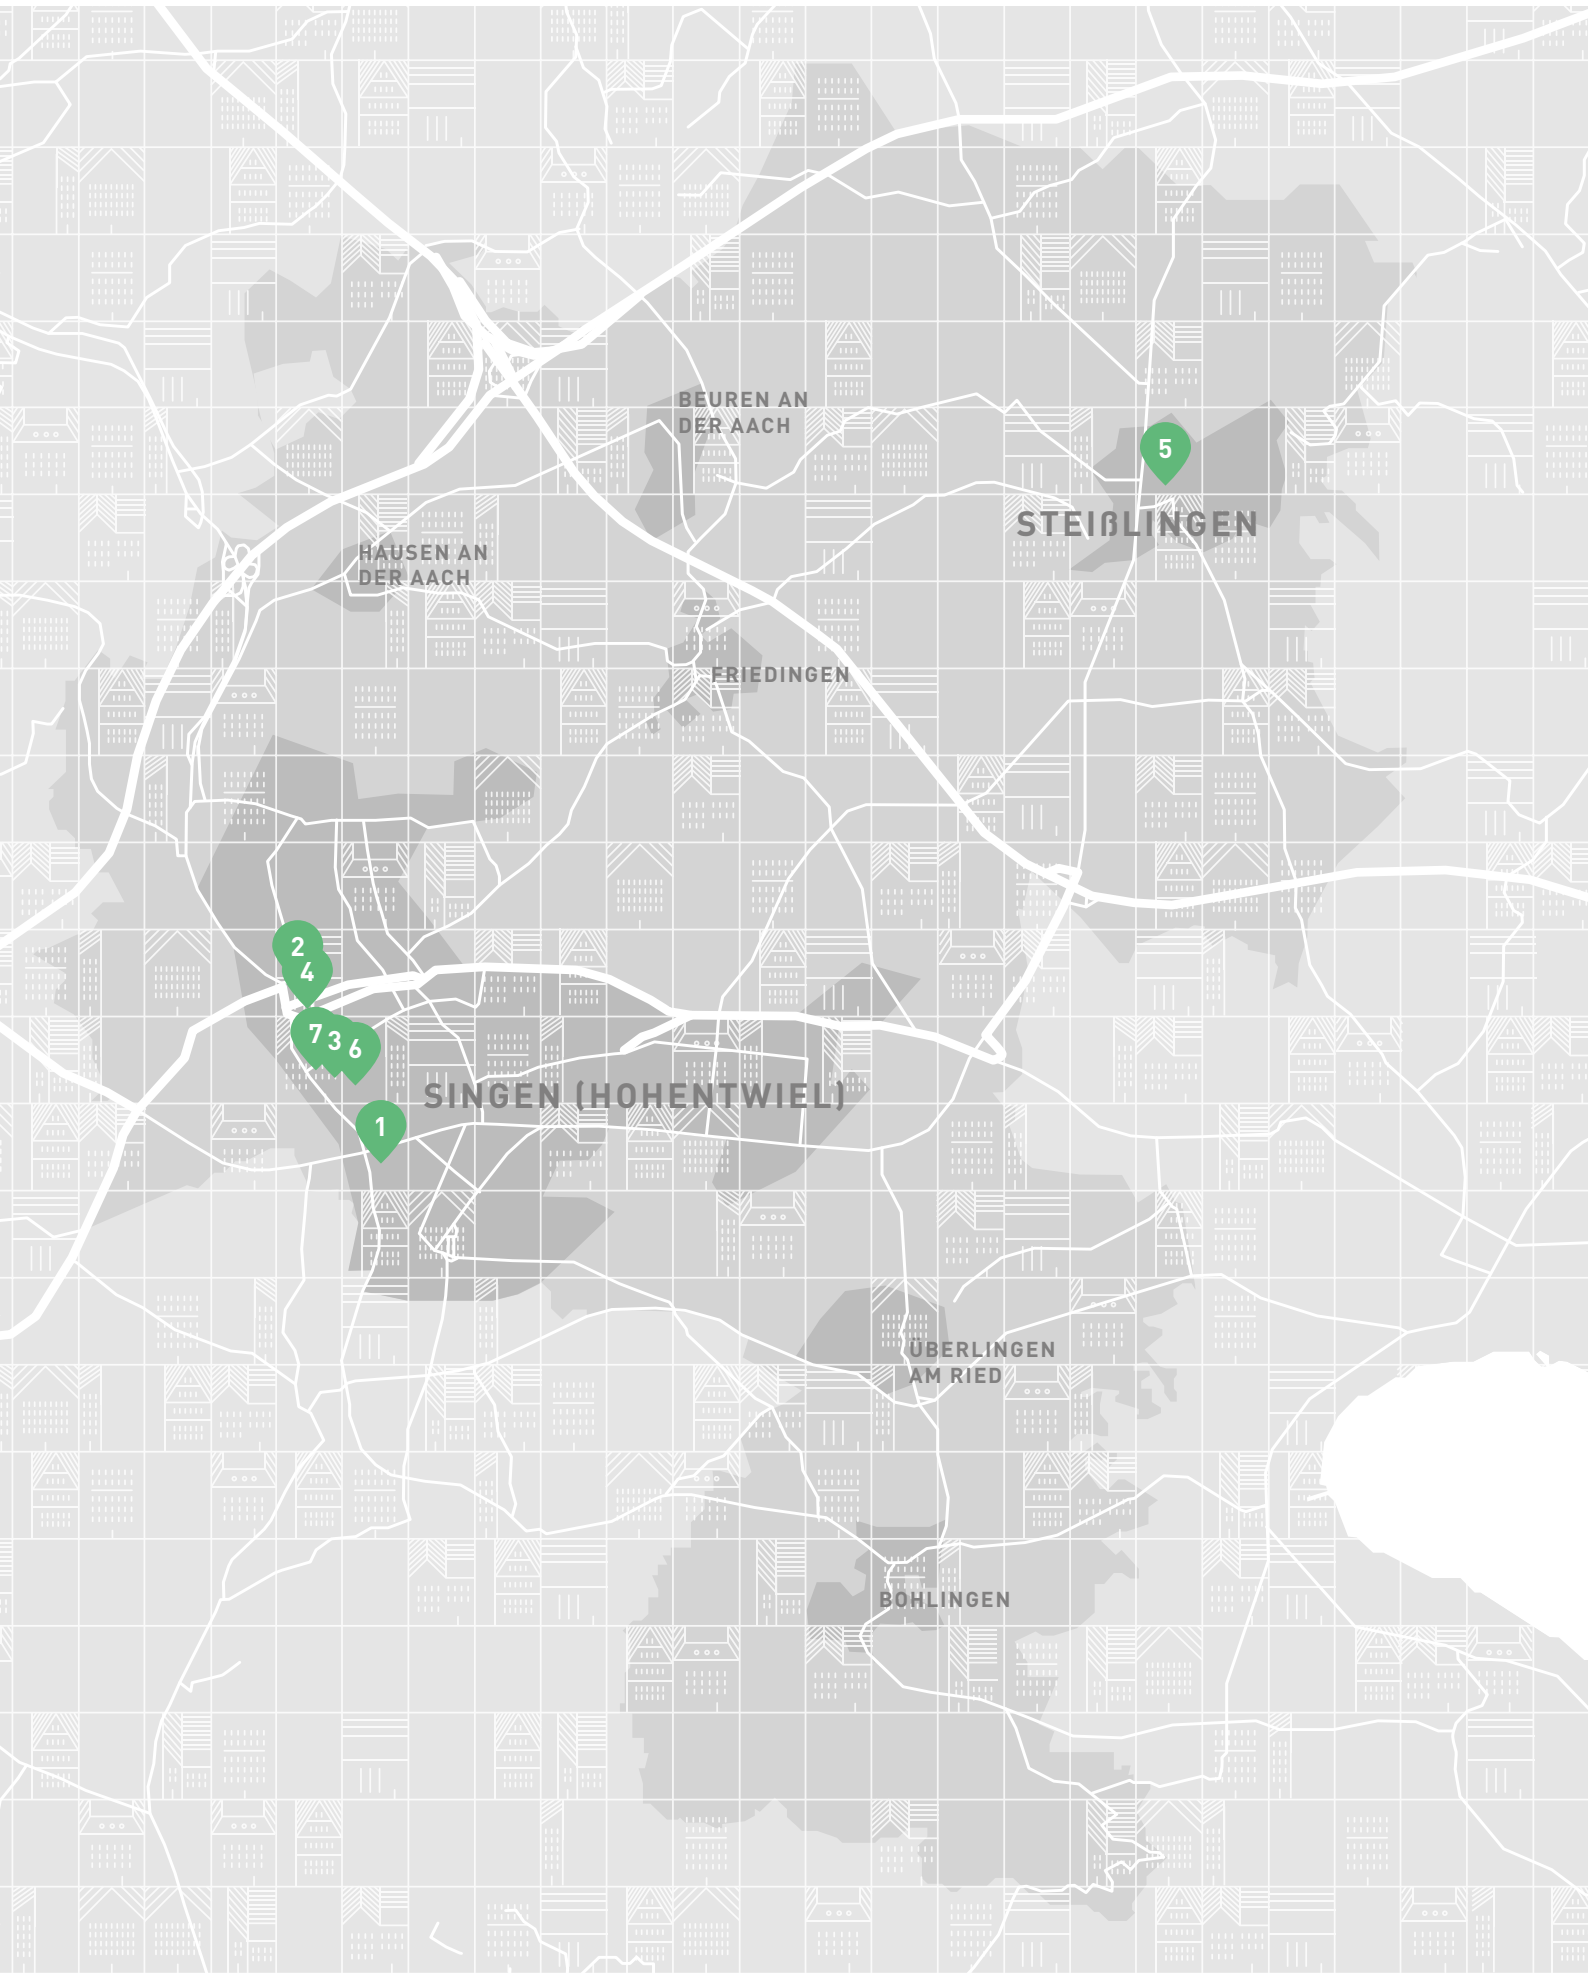 BEUREN AN
DER AACH
5
STEIßLINGEN
HAUSEN AN
DER AACH
FRIEDINGEN
2
4
7
3
6
SINGEN (HOHENTWIEL)
1
ÜBERLINGEN
AM RIED
BOHLINGEN